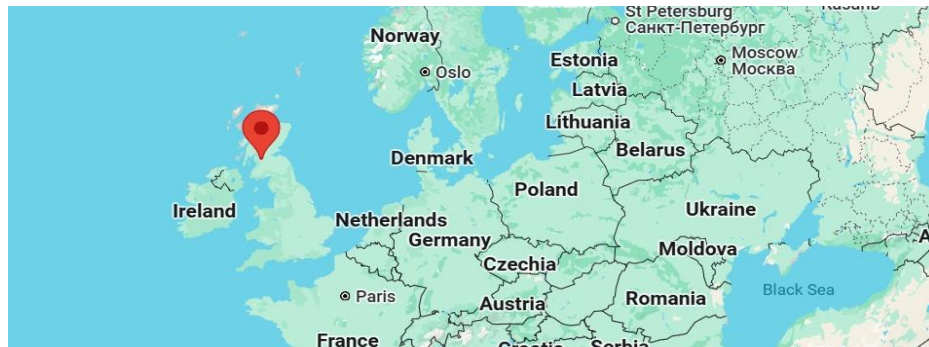 St Petersburg
Санкт-Петербург
Norway
Oslo
Estonia
Moscow
Москва
Latvia
Lithuania
Belarus
Denmark
Poland
Ireland
Netherlands
Ukraine
Germany
Moldova
Czechia
Paris
Austria
Romania
Black Sea
France